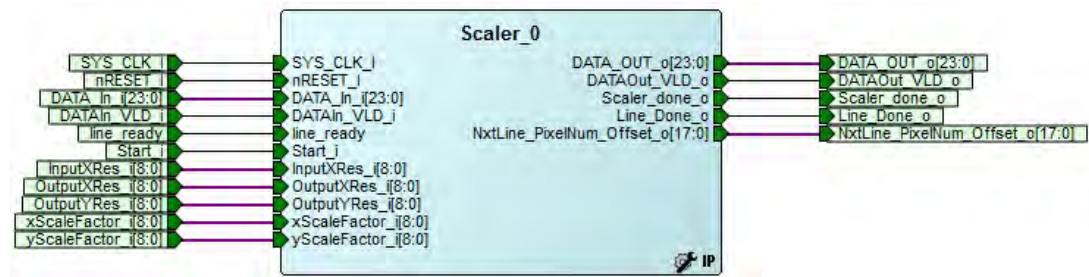 Scaler_0
SYS_CLK_i SYS_CLK_i DATA_OUT_o[23:0] DATA_OUT_o[23:0]
nRESET_i nRESET_i DATAOut_VLD_o DATAOut_VLD_o
DATA_In_i[23:0] DATA_In_i[23:0] Scaler_done_o Scaler_done_o
DATAIn_VLD_i DATAIn_VLD_i Line_Done_o Line_Done_o
line_ready line_ready NxtLine_PixelNum_Offset_o[17:0] NxtLine_PixelNum_Offset_o[17:0]
Start_i Start_i
InputXRes_i[8:0] InputXRes_i[8:0]
OutputXRes_i[8:0] OutputXRes_i[8:0]
OutputYRes_i[8:0] OutputYRes_i[8:0]
xScaleFactor_i[8:0] xScaleFactor_i[8:0]
yScaleFactor_i[8:0] yScaleFactor_i[8:0]
IP